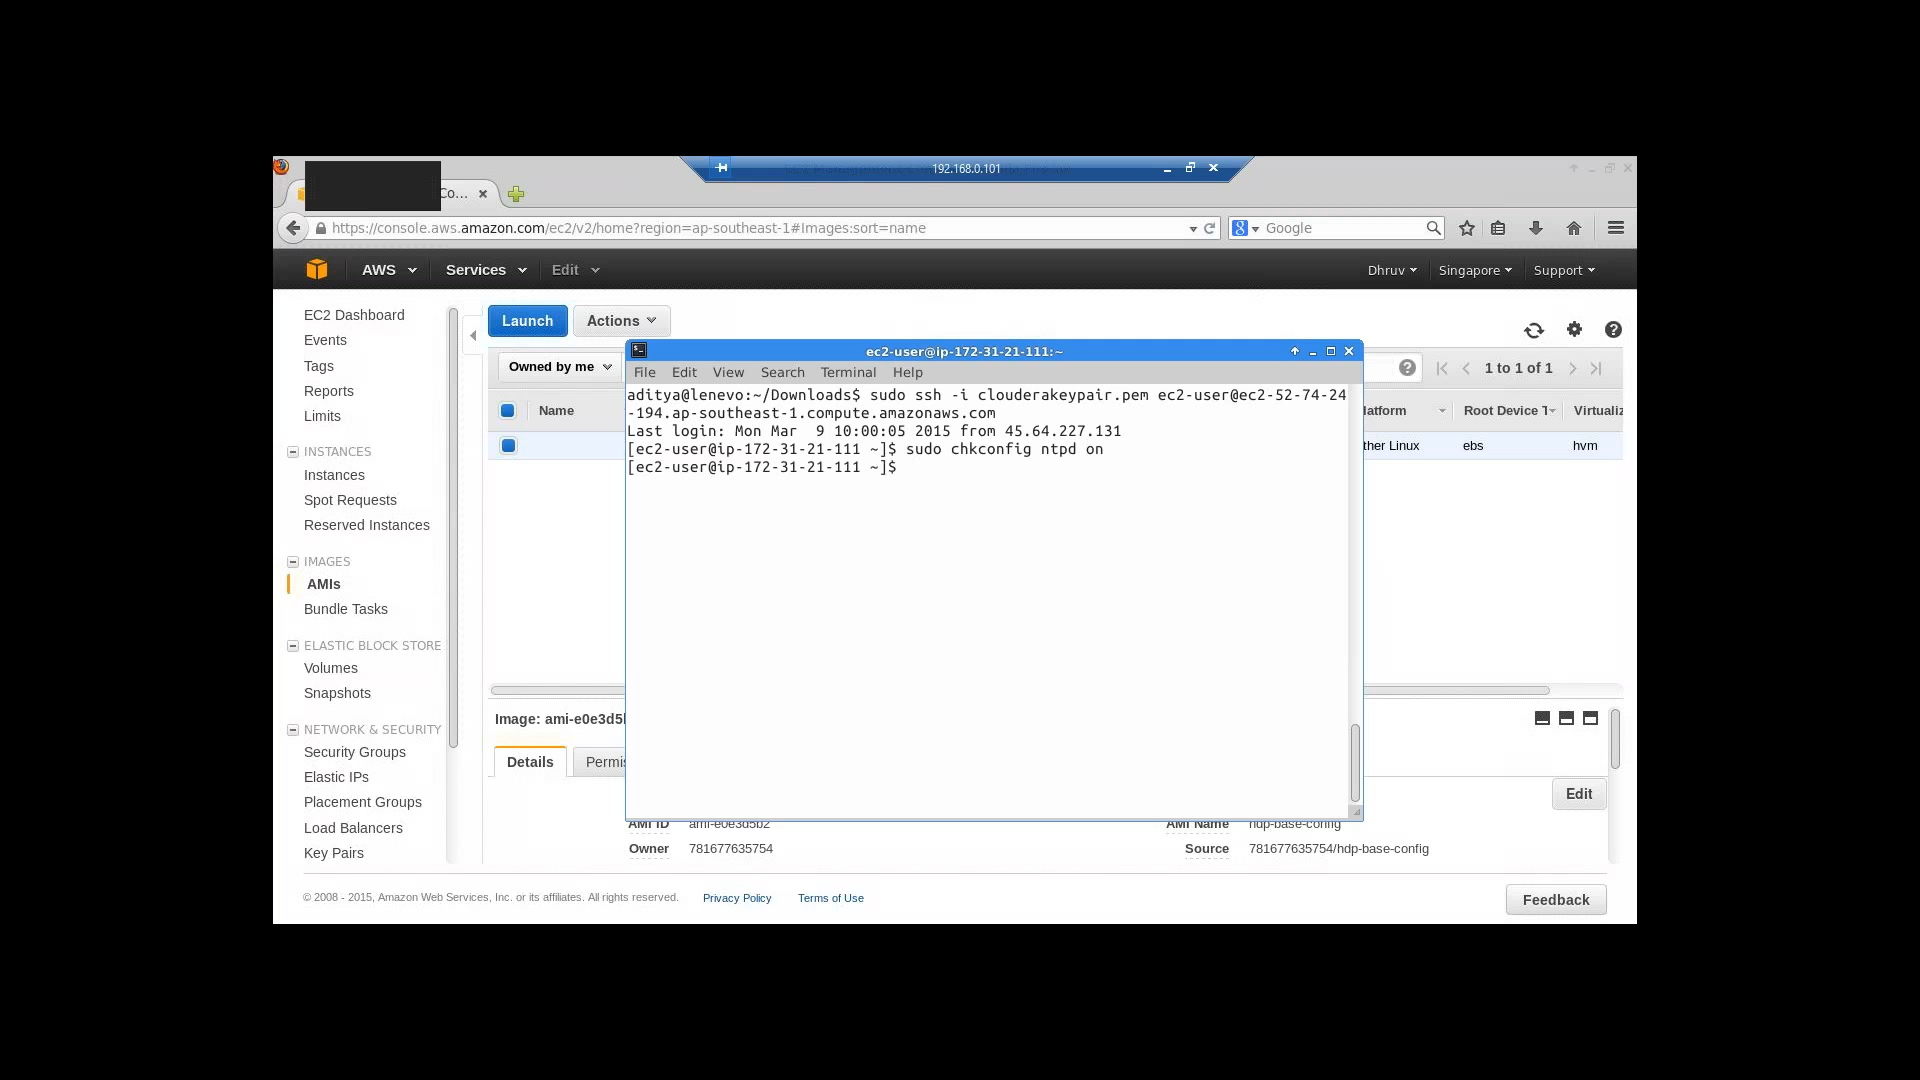 192.168.0.101
Co...
https://console.aws.amazon.com/ec2/v2/home?region=ap-southeast-1#Images:sort=name
Google
AWS Services Edit Dhruv Singapore Support
EC2 Dashboard
Events
Tags
Reports
Limits
INSTANCES
Instances
Spot Requests
Reserved Instances
IMAGES
AMIs
Bundle Tasks
ELASTIC BLOCK STORE
Volumes
Snapshots
NETWORK & SECURITY
Security Groups
Elastic IPs
Placement Groups
Load Balancers
Key Pairs
Launch Actions
Owned by me 1 to 1 of 1
Name Root Device
ebs hvm
ec2-user@ip-172-31-21-111:~
File Edit View Search Terminal Help
aditya@lenevo:~/Downloads$ sudo ssh -i clouderakeypair.pem ec2-user@ec2-52-74-24
-194.ap-southeast-1.compute.amazonaws.com
Last login: Mon Mar  9 10:00:05 2015 from 45.64.227.131
[ec2-user@ip-172-31-21-111 ~]$ sudo chkconfig ntpd on
[ec2-user@ip-172-31-21-111 ~]$
Image: ami-e0e3d5
Details Permis
Edit
AMI ID ami-e0e3d5b2 AMI Name hdp-base-config
Owner 781677635754 Source 781677635754/hdp-base-config
© 2008 - 2015, Amazon Web Services, Inc. or its affiliates. All rights reserved. Privacy Policy Terms of Use
Feedback